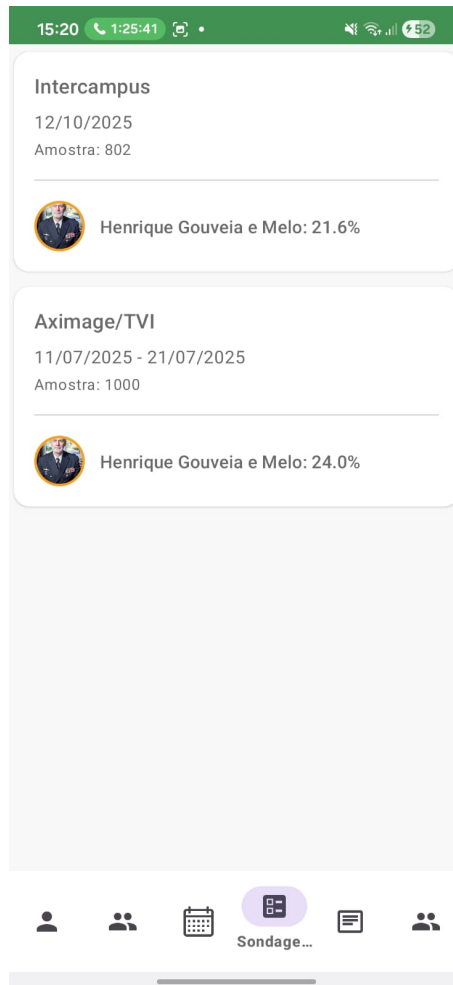 15:20 1:25:41 52
Intercampus
12/10/2025
Amostra: 802
Henrique Gouveia e Melo: 21.6%
Aximage/TVI
11/07/2025 - 21/07/2025
Amostra: 1000
Henrique Gouveia e Melo: 24.0%
Sondage...